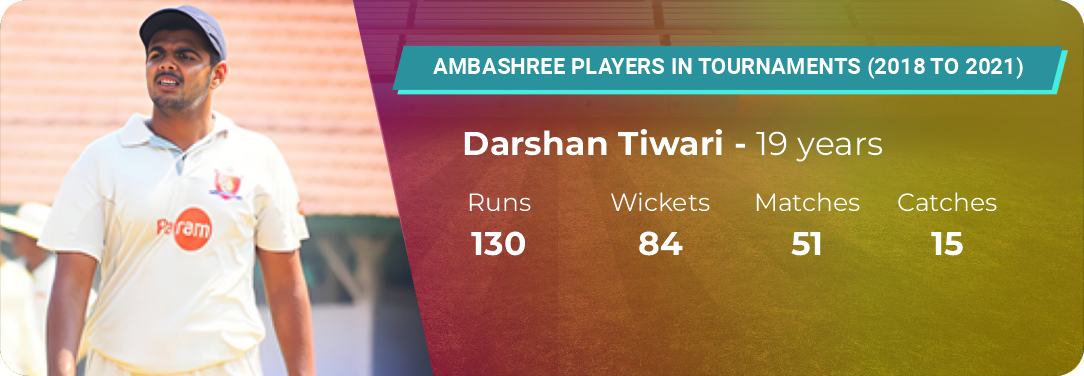 AMBASHREE PLAYERS IN TOURNAMENTS (2018 TO 2021)
Darshan Tiwari - 19 years
Runs Wickets Matches Catches
130 84 51 15